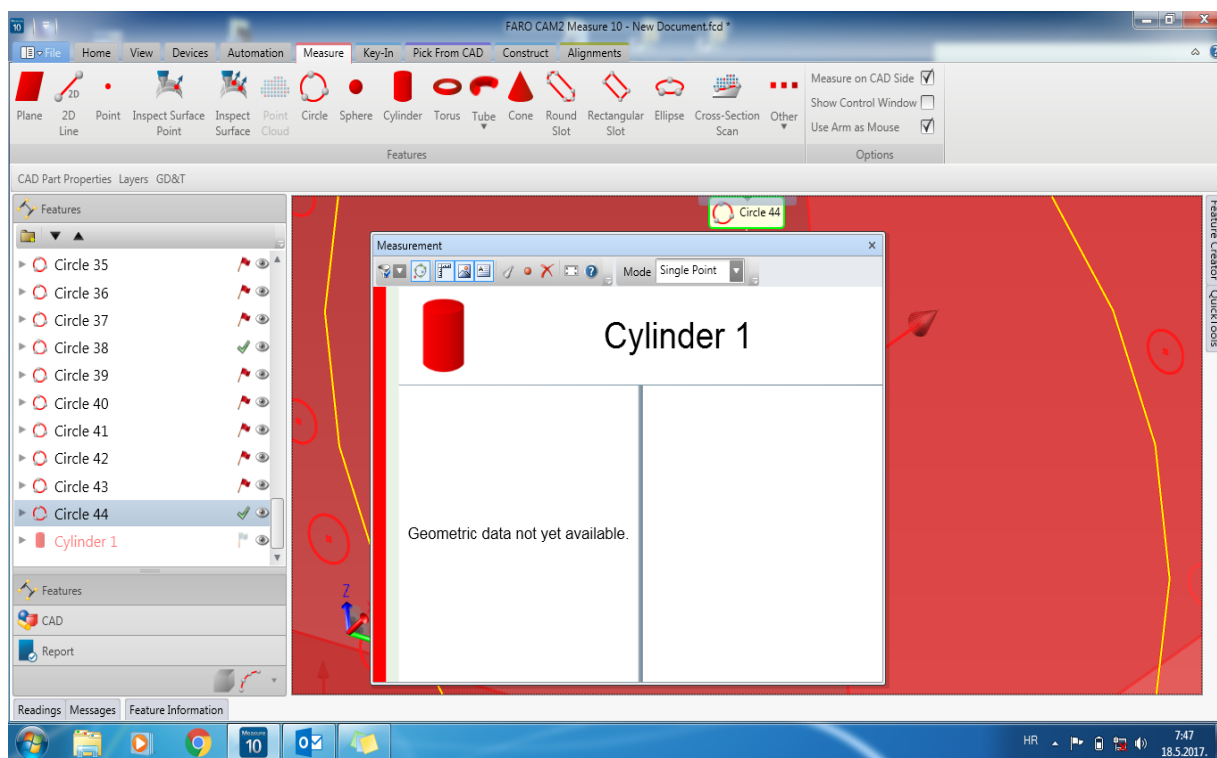 10
FARO CAM2 Measure 10 - New Document.fcd *
File Home View Devices Automation Measure Key-In Pick From CAD Construct Alignments
Plane
2D Line
Point
Inspect Surface Point
Inspect Surface
Point Cloud
Circle
Sphere
Cylinder
Torus
Tube
Cone
Round Slot
Rectangular Slot
Ellipse
Cross-Section Scan
Other
2D
Measure on CAD Side
Show Control Window
Use Arm as Mouse
Features
Options
CAD Part Properties Layers GD&T
Features
Circle 35
Circle 36
Circle 37
Circle 38
Circle 39
Circle 40
Circle 41
Circle 42
Circle 43
Circle 44
Cylinder 1
Features
CAD
Report
Circle 44
Measurement
Mode Single Point
Cylinder 1
Geometric data not yet available.
Z
Feature Creator
QuickTools
Readings Messages Feature Information
Measure
10
HR
7:47
18.5.2017.